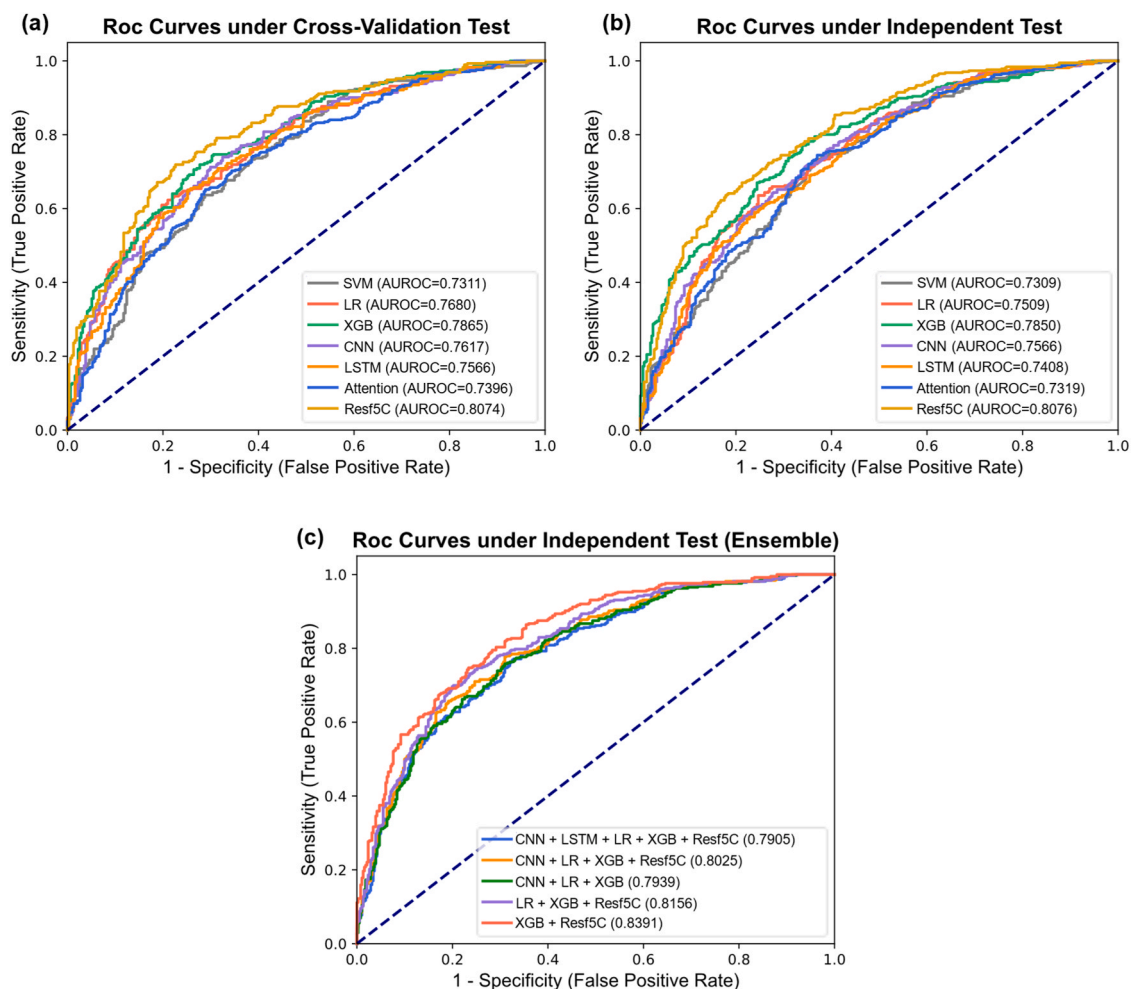 (a)
Roc Curves under Cross-Validation Test
Sensitivity (True Positive Rate)
1.0
0.8
0.6
0.4
0.2
0.0
SVM (AUROC=0.7311)
LR (AUROC=0.7680)
XGB (AUROC=0.7865)
CNN (AUROC=0.7617)
LSTM (AUROC=0.7566)
Attention (AUROC=0.7396)
Resf5C (AUROC=0.8074)
0.0 0.2 0.4 0.6 0.8 1.0
1 - Specificity (False Positive Rate)
(b)
Roc Curves under Independent Test
Sensitivity (True Positive Rate)
1.0
0.8
0.6
0.4
0.2
0.0
SVM (AUROC=0.7309)
LR (AUROC=0.7509)
XGB (AUROC=0.7850)
CNN (AUROC=0.7566)
LSTM (AUROC=0.7408)
Attention (AUROC=0.7319)
Resf5C (AUROC=0.8076)
0.0 0.2 0.4 0.6 0.8 1.0
1 - Specificity (False Positive Rate)
(c)
Roc Curves under Independent Test (Ensemble)
Sensitivity (True Positive Rate)
1.0
0.8
0.6
0.4
0.2
0.0
CNN + LSTM + LR + XGB + Resf5C (0.7905)
CNN + LR + XGB + Resf5C (0.8025)
CNN + LR + XGB (0.7939)
LR + XGB + Resf5C (0.8156)
XGB + Resf5C (0.8391)
0.0 0.2 0.4 0.6 0.8 1.0
1 - Specificity (False Positive Rate)